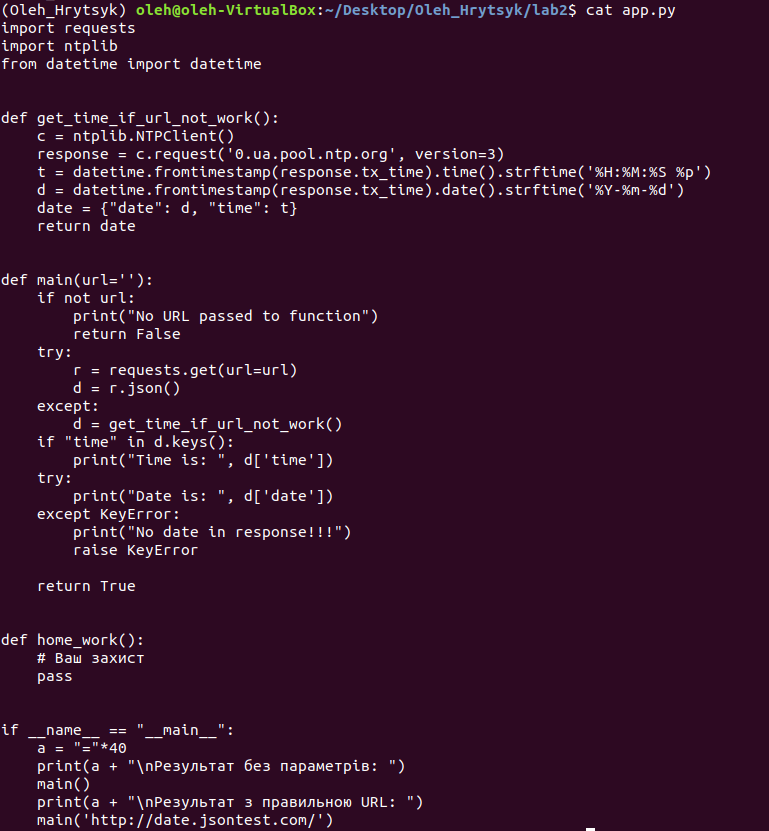 (Oleh_Hrytsyk) oleh@oleh-VirtualBox:~/Desktop/Oleh_Hrytsyk/lab2$ cat app.py
import requests
import ntplib
from datetime import datetime


def get_time_if_url_not_work():
    c = ntplib.NTPClient()
    response = c.request('0.ua.pool.ntp.org', version=3)
    t = datetime.fromtimestamp(response.tx_time).time().strftime('%H:%M:%S %p')
    d = datetime.fromtimestamp(response.tx_time).date().strftime('%Y-%m-%d')
    date = {"date": d, "time": t}
    return date


def main(url=''):
    if not url:
        print("No URL passed to function")
        return False
    try:
        r = requests.get(url=url)
        d = r.json()
    except:
        d = get_time_if_url_not_work()
    if "time" in d.keys():
        print("Time is: ", d['time'])
    try:
        print("Date is: ", d['date'])
    except KeyError:
        print("No date in response!!!")
        raise KeyError

    return True


def home_work():
    # Ваш захист
    pass


if __name__ == "__main__":
    a = "="*40
    print(a + "\nРезультат без параметрів: ")
    main()
    print(a + "\nРезультат з правильною URL: ")
    main('http://date.jsontest.com/')